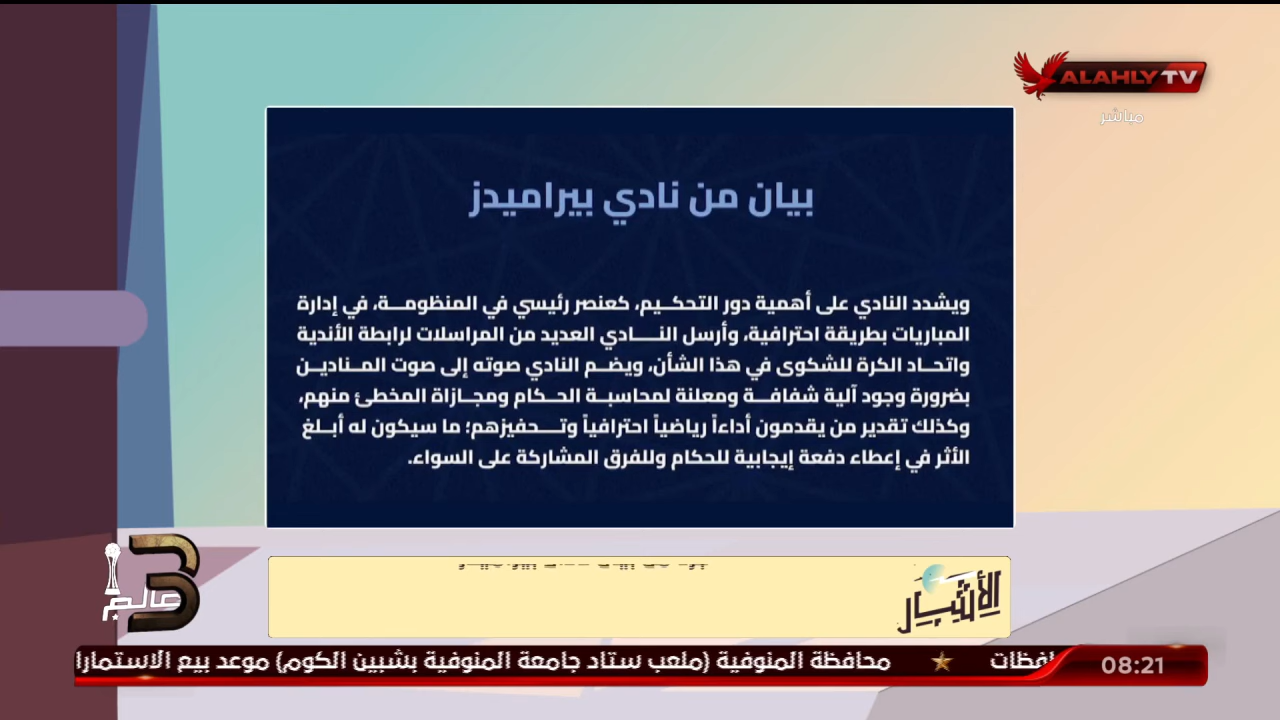 ALAHLY TV
مباشر
بيان من نادي بيراميدز
ويشدد النادي على أهمية دور التحكيم، كعنصر رئيسي في المنظومة، في إدارة
المباريات بطريقة احترافية، وأرسل النادي العديد من المراسلات لرابطة الأندية
واتحاد الكرة للشكوى في هذا الشأن، ويضم النادي صوته إلى صوت المنادين
بضرورة وجود آلية شفافة ومعلنة لمحاسبة الحكام ومجازاة المخطئ منهم،
وكذلك تقدير من يقدمون أداءاً رياضياً احترافياً وتحفيزهم؛ ما سيكون له أبلغ
الأثر في إعطاء دفعة إيجابية للحكام وللفرق المشاركة على السواء.
3
عالم
محافظة المنوفية (ملعب ستاد جامعة المنوفية بشبين الكوم) موعد بيع
08:21